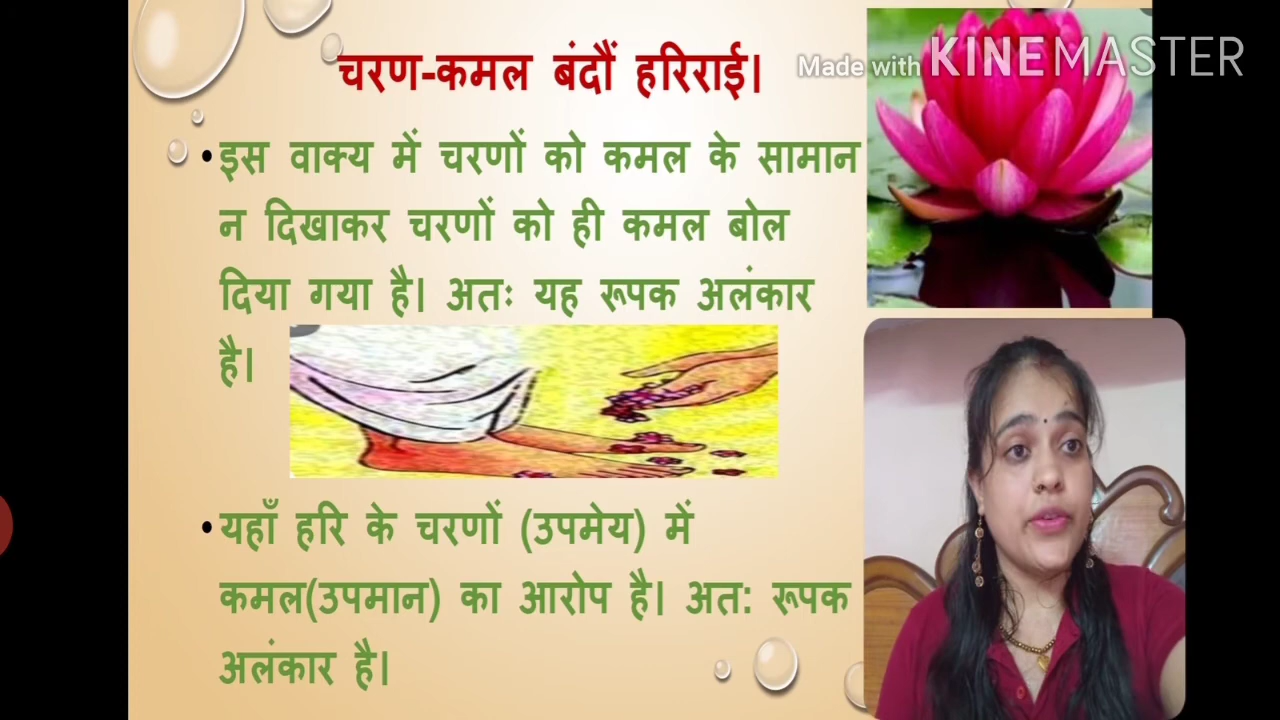 चरण-कमल बंदौं हरिराई।
Made with KINEMASTER
•इस वाक्य में चरणों को कमल के सामान
न दिखाकर चरणों को ही कमल बोल
दिया गया है। अतः यह रूपक अलंकार
है।
•यहाँ हरि के चरणों (उपमेय) में
कमल(उपमान) का आरोप है। अत: रूपक
अलंकार है।